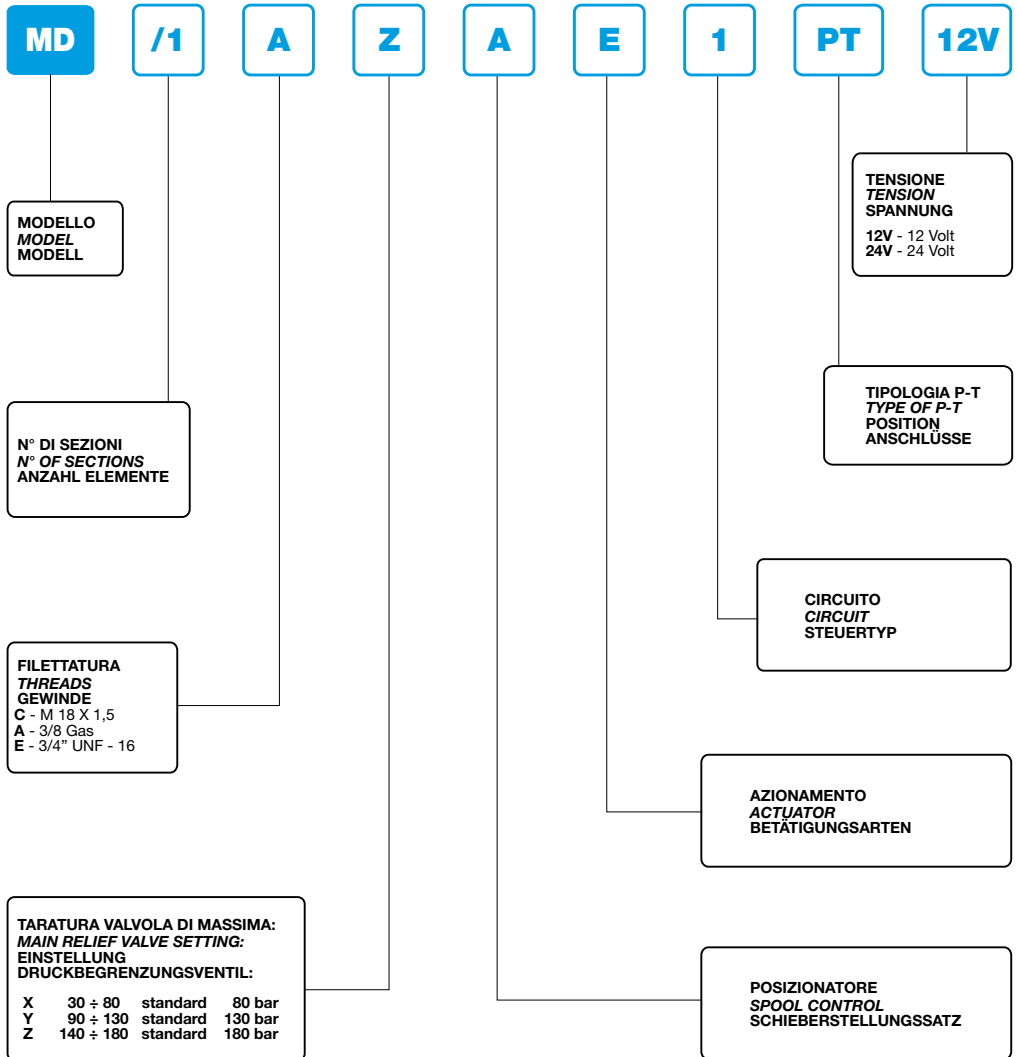 MD /1 A Z A E 1 PT 12V
TENSIONE
TENSION
SPANNUNG
12V - 12 Volt
24V - 24 Volt
MODELLO
MODEL
MODELL
TIPOLOGIA P-T
TYPE OF P-T
POSITION
ANSCHLÜSSE
N° DI SEZIONI
N° OF SECTIONS
ANZAHL ELEMENTE
CIRCUITO
CIRCUIT
STEUERTYP
FILETTATURA
THREADS
GEWINDE
C - M 18 X 1,5
A - 3/8 Gas
E - 3/4” UNF - 16
AZIONAMENTO
ACTUATOR
BETÄTIGUNGSARTEN
TARATURA VALVOLA DI MASSIMA:
MAIN RELIEF VALVE SETTING:
EINSTELLUNG
DRUCKBEGRENZUNGSVENTIL:
X 30 ÷ 80 standard 80 bar
Y 90 ÷ 130 standard 130 bar
Z 140 ÷ 180 standard 180 bar
POSIZIONATORE
SPOOL CONTROL
SCHIEBERSTELLUNGSSATZ